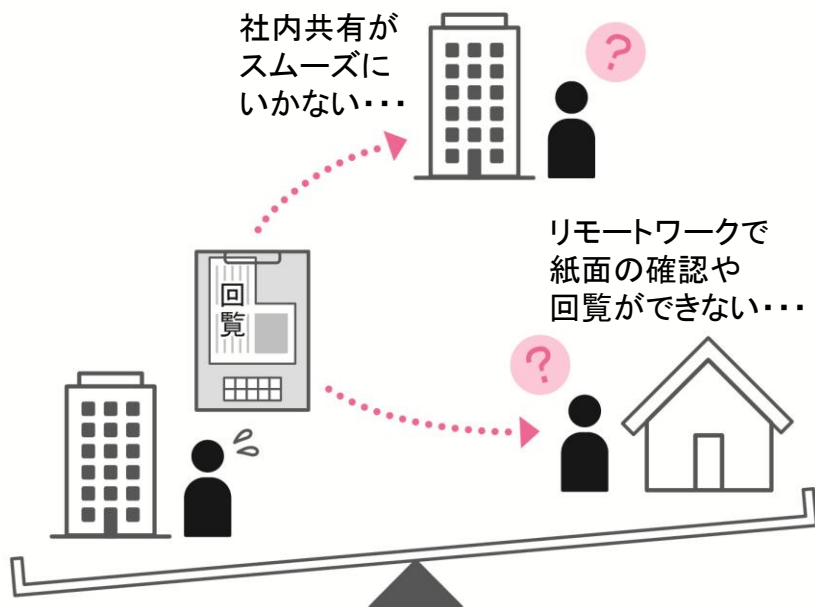 社内共有が
スムーズに
いかない・・・
?
リモートワークで
紙面の確認や
回覧ができない・・・
?
回覧